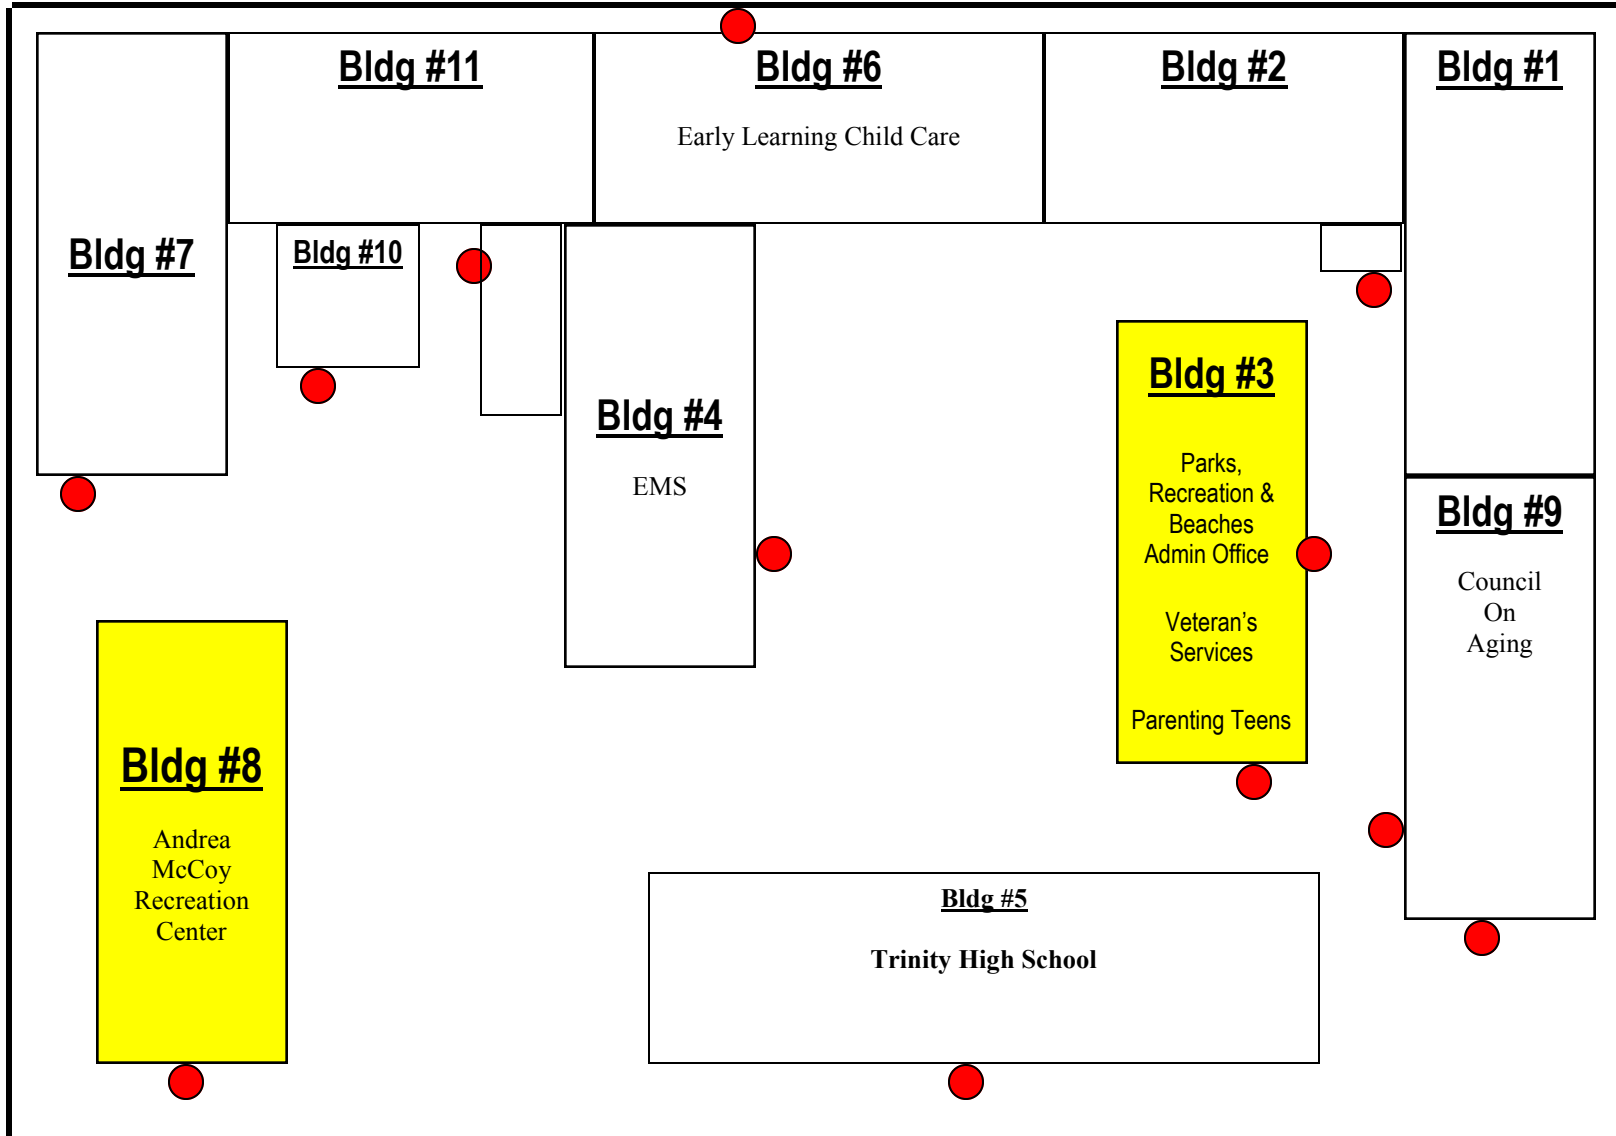 Bldg #11
Bldg #6
Early Learning Child Care
Bldg #2
Bldg #1
Bldg #7
Bldg #10
Bldg #4
EMS
Bldg #3
Parks,
Recreation &
Beaches
Admin Office
Veteran’s
Services
Parenting Teens
Bldg #9
Council
On
Aging
Bldg #8
Andrea
McCoy
Recreation
Center
Bldg #5
Trinity High School